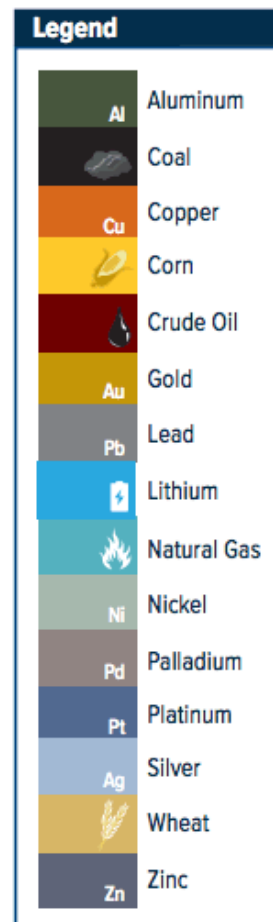 Legend
Al Aluminum
Coal
Cu Copper
Corn
Crude Oil
Au Gold
Pb Lead
Lithium
Natural Gas
Ni Nickel
Pd Palladium
Pt Platinum
Ag Silver
Wheat
Zn Zinc